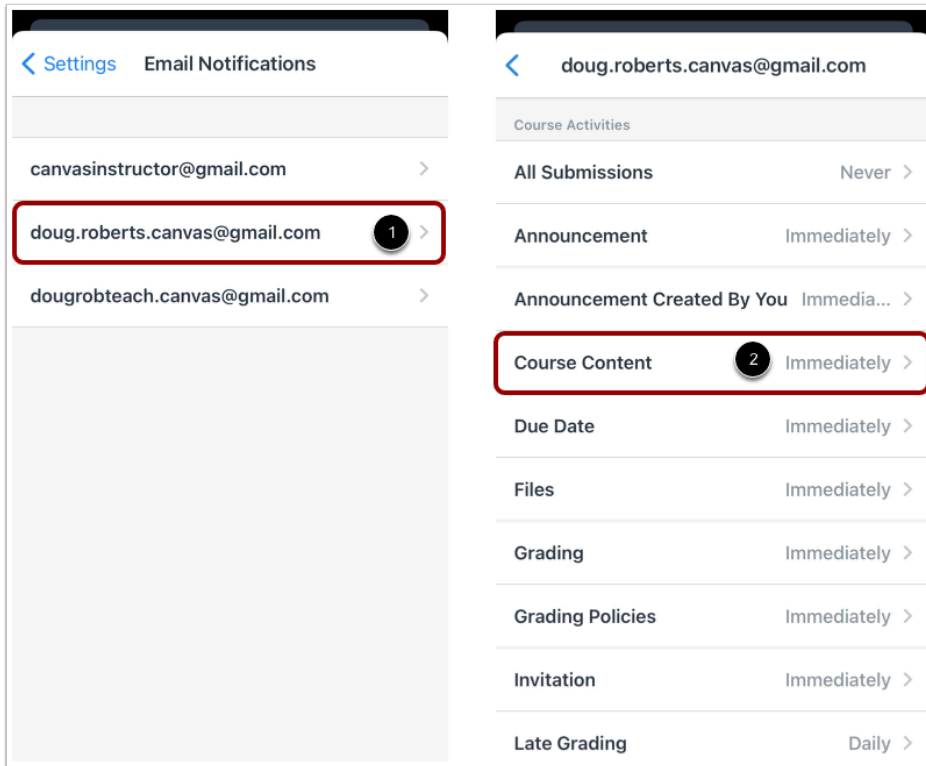 Settings Email Notifications
canvasinstructor@gmail.com
doug.roberts.canvas@gmail.com 1
dougrobteach.canvas@gmail.com
doug.roberts.canvas@gmail.com
Course Activities
All Submissions Never
Announcement Immediately
Announcement Created By You Immedia...
Course Content 2 Immediately
Due Date Immediately
Files Immediately
Grading Immediately
Grading Policies Immediately
Invitation Immediately
Late Grading Daily